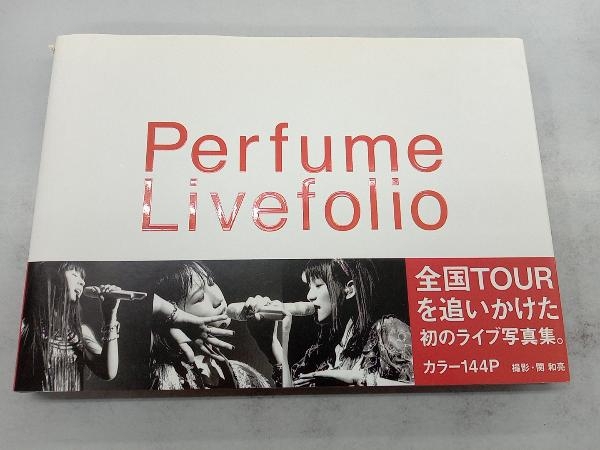 Perfume
Livefolio
全国TOUR
を追いかけた
初のライブ写真集。
カラー144P 撮影・関 和亮